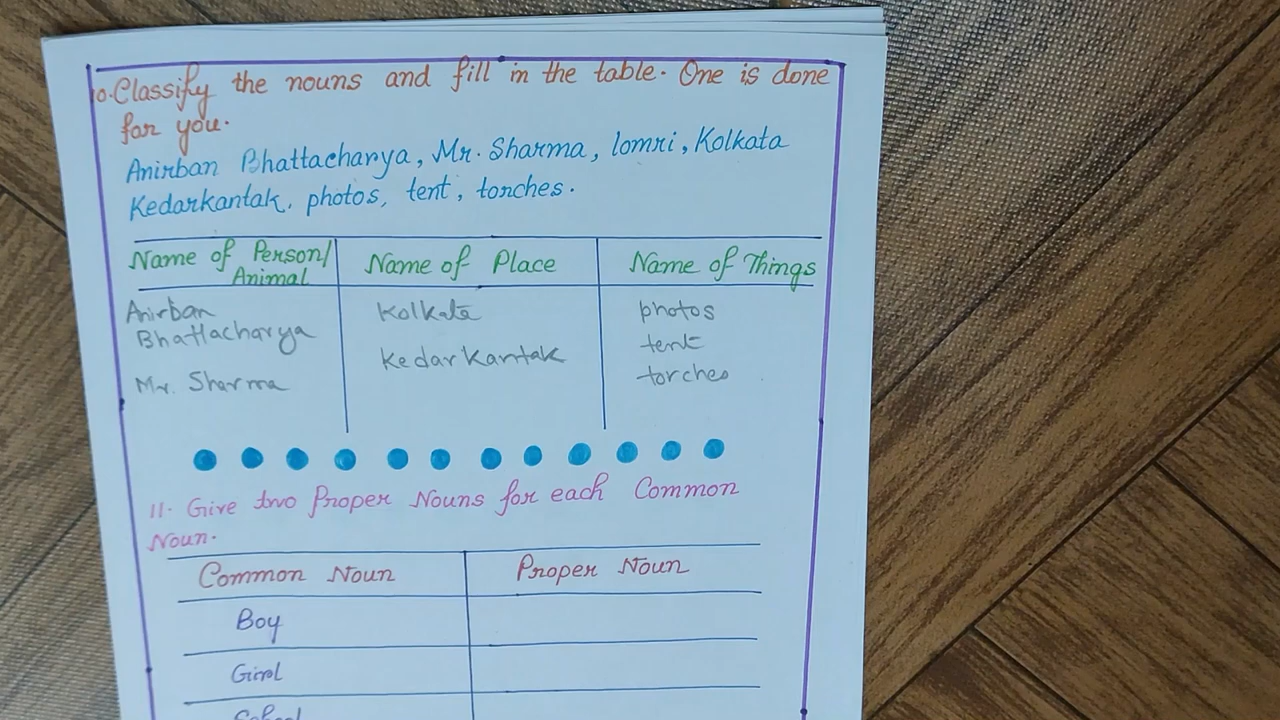 10. Classify the nouns and fill in the table. One is done
for you.
Anirban Bhattacharya, Mr. Sharma, lomri, Kolkata
Kedarkantak, photos, tent, torches.
Name of Person/
Animal
Name of Place
Name of Things
Anirban
Bhattacharya
Mr. Sharma
Kolkata
Kedarkantak
photos
tent
torches
11. Give two Proper Nouns for each Common
Noun.
Common Noun
Proper Noun
Boy
Girl
School